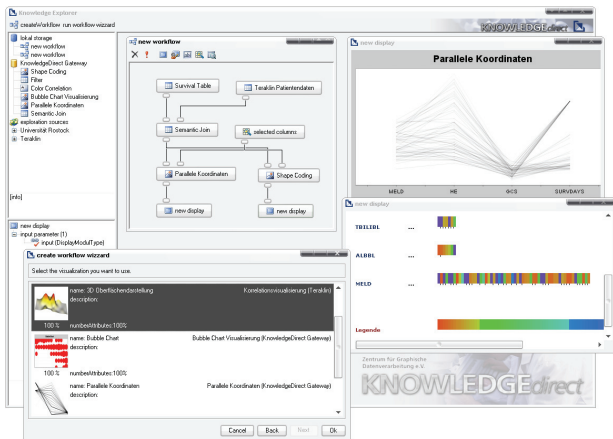 Knowledge Explorer
createWorkflow run workflow wizzard
KNOWLEDGEdirect
lokal storage
new workflow
new workflow
KnowledgeDirect Gateway
Shape Coding
Filter
Color Correlation
Bubble Chart Visualisierung
Parallele Koordinaten
Semantic Join
exploration sources
Universität Rostock
Teraklin
[info]
new display
input parameter (1)
input (DisplayModulType)
new workflow
Survival Table
Teraklin Patientendaten
Semantic Join
selected columns
Parallele Koordinaten
Shape Coding
new display
new display
new display
Parallele Koordinaten
MELD HE GCS SURVDAYS
new display
TBILIBL ...
ALBBL ...
MELD ...
Legende
create workflow wizzard
Select the visualization you want to use.
name: 3D Oberflächendarstellung Korrelationsvisualisierung (Teraklin)
description:
100 % numberAttributes:100%
name: Bubble Chart Bubble Chart Visualisierung (KnowledgeDirect Gateway)
description:
100 % numberAttributes:100%
name: Parallele Koordinaten Parallele Koordinaten (KnowledgeDirect Gateway)
description:
Cancel Back Next Ok
Zentrum für Graphische
Datenverarbeitung e.V.
KNOWLEDGEdirect